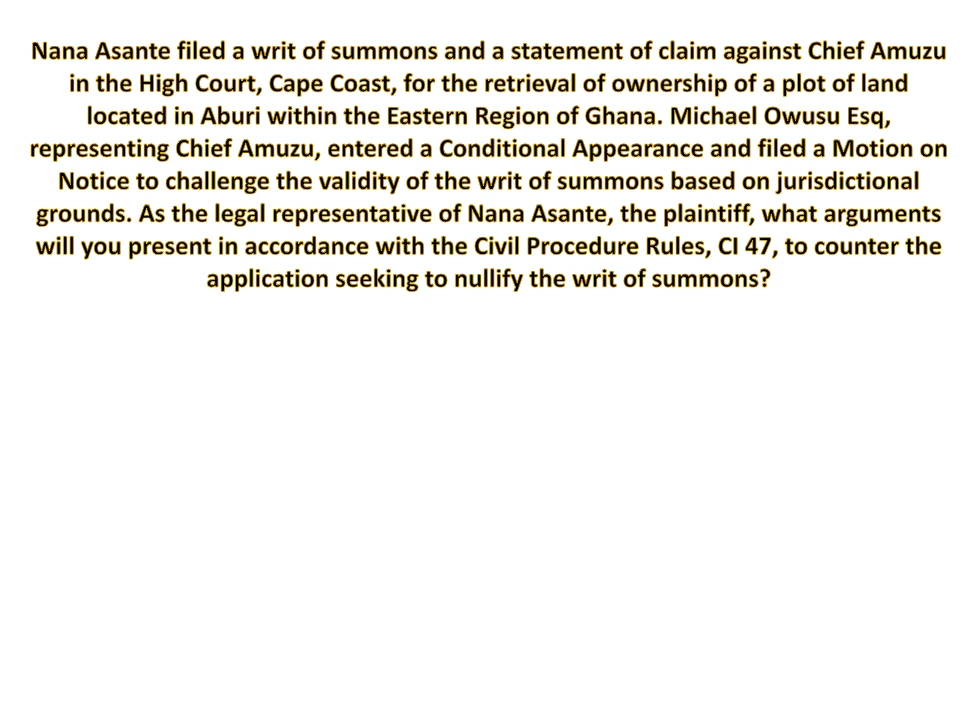 Nana Asante filed a writ of summons and a statement of claim against Chief Amuzu
in the High Court, Cape Coast, for the retrieval of ownership of a plot of land
located in Aburi within the Eastern Region of Ghana. Michael Owusu Esq,
representing Chief Amuzu, entered a Conditional Appearance and filed a Motion on
Notice to challenge the validity of the writ of summons based on jurisdictional
grounds. As the legal representative of Nana Asante, the plaintiff, what arguments
will you present in accordance with the Civil Procedure Rules, CI 47, to counter the
application seeking to nullify the writ of summons?